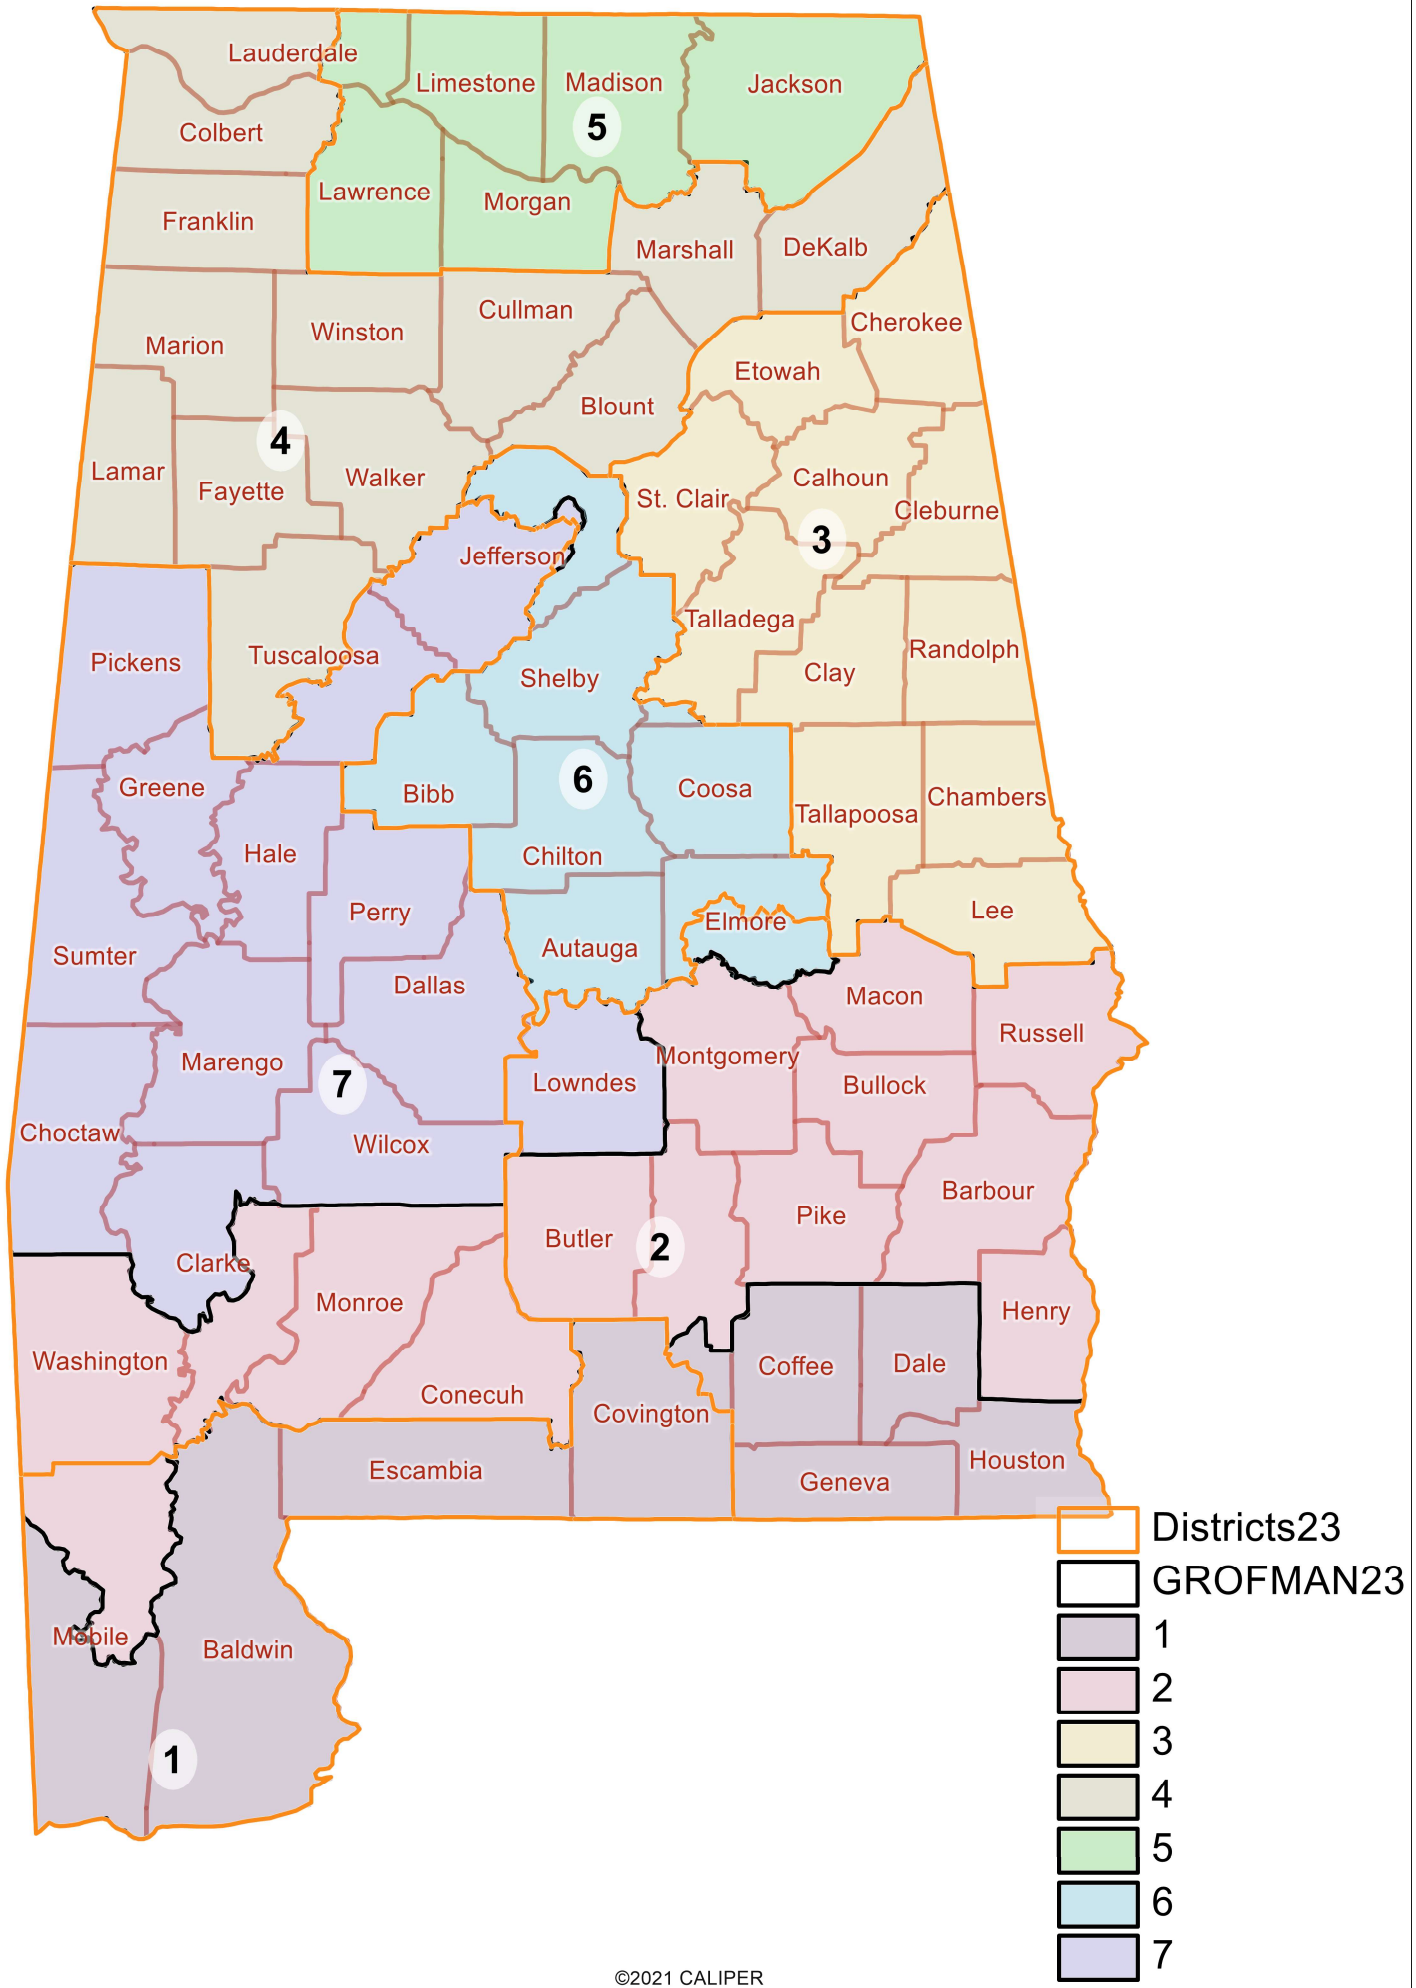 Lauderdale
Limestone
Madison
Jackson
5
Colbert
Lawrence
Morgan
Franklin
Marshall
DeKalb
Cullman
Winston
Marion
Cherokee
Etowah
Blount
4
Lamar
Fayette
Walker
St. Clair
Calhoun
Cleburne
3
Jefferson
Talladega
Pickens
Tuscaloosa
Shelby
Clay
Randolph
Greene
Bibb
6
Coosa
Tallapoosa
Chambers
Hale
Chilton
Perry
Elmore
Lee
Sumter
Autauga
Dallas
Macon
Russell
Marengo
7
Lowndes
Montgomery
Bullock
Choctaw
Wilcox
Barbour
Pike
Butler
2
Clarke
Monroe
Henry
Washington
Coffee
Dale
Conecuh
Covington
Escambia
Geneva
Houston
Mobile
Baldwin
1
Districts23
GROFMAN23
1
2
3
4
5
6
7
©2021 CALIPER